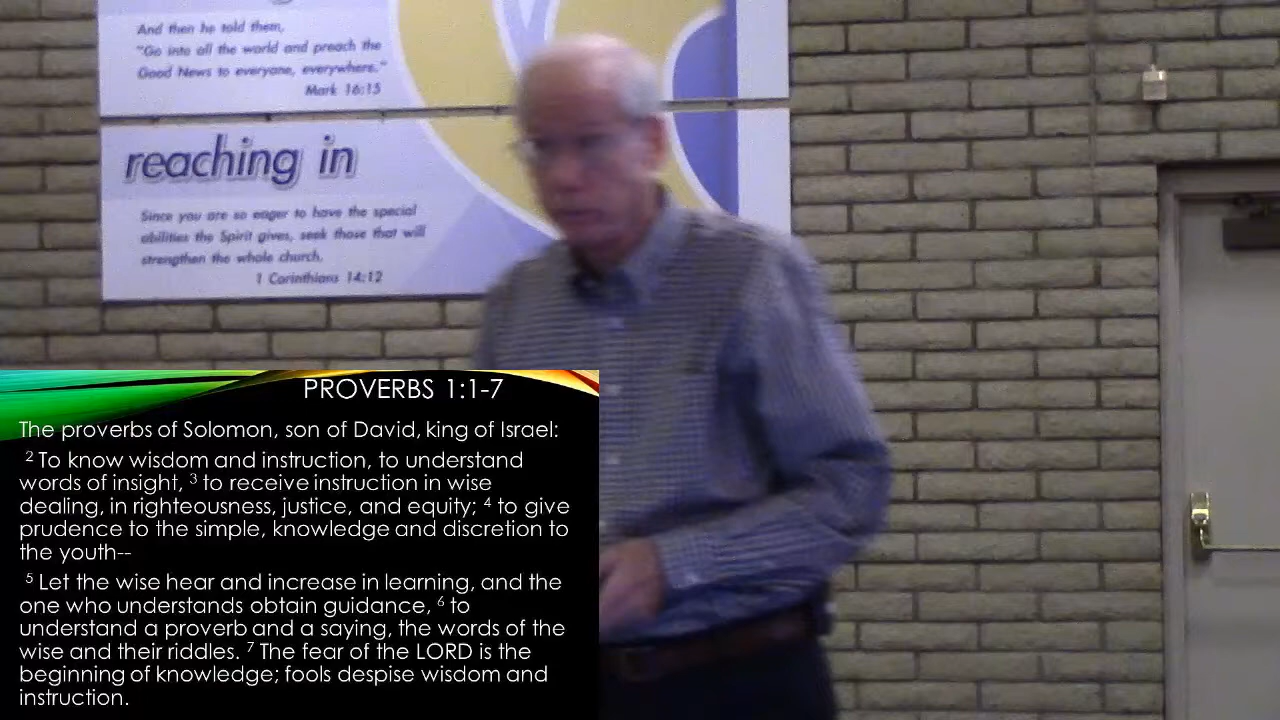 And then he told them,
"Go into all the world and preach the
Good News to everyone, everywhere."
Mark 16:15
reaching in
Since you are so eager to have the special
abilities the Spirit gives, seek those that will
strengthen the whole church.
1 Corinthians 14:12
PROVERBS 1:1-7
The proverbs of Solomon, son of David, king of Israel:
2 To know wisdom and instruction, to understand
words of insight, 3 to receive instruction in wise
dealing, in righteousness, justice, and equity; 4 to give
prudence to the simple, knowledge and discretion to
the youth--
5 Let the wise hear and increase in learning, and the
one who understands obtain guidance, 6 to
understand a proverb and a saying, the words of the
wise and their riddles. 7 The fear of the LORD is the
beginning of knowledge; fools despise wisdom and
instruction.